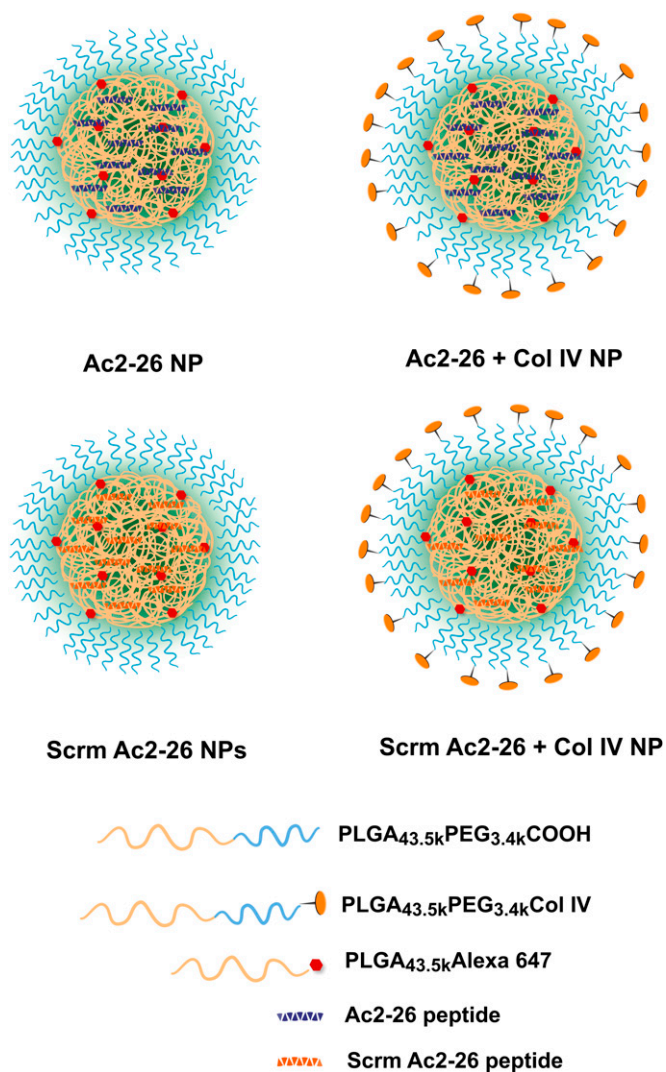 Ac2-26 NP
Ac2-26 + Col IV NP
Scrm Ac2-26 NPs
Scrm Ac2-26 + Col IV NP
PLGA43.5kPEG3.4kCOOH
PLGA43.5kPEG3.4kCol IV
PLGA43.5kAlexa 647
Ac2-26 peptide
Scrm Ac2-26 peptide